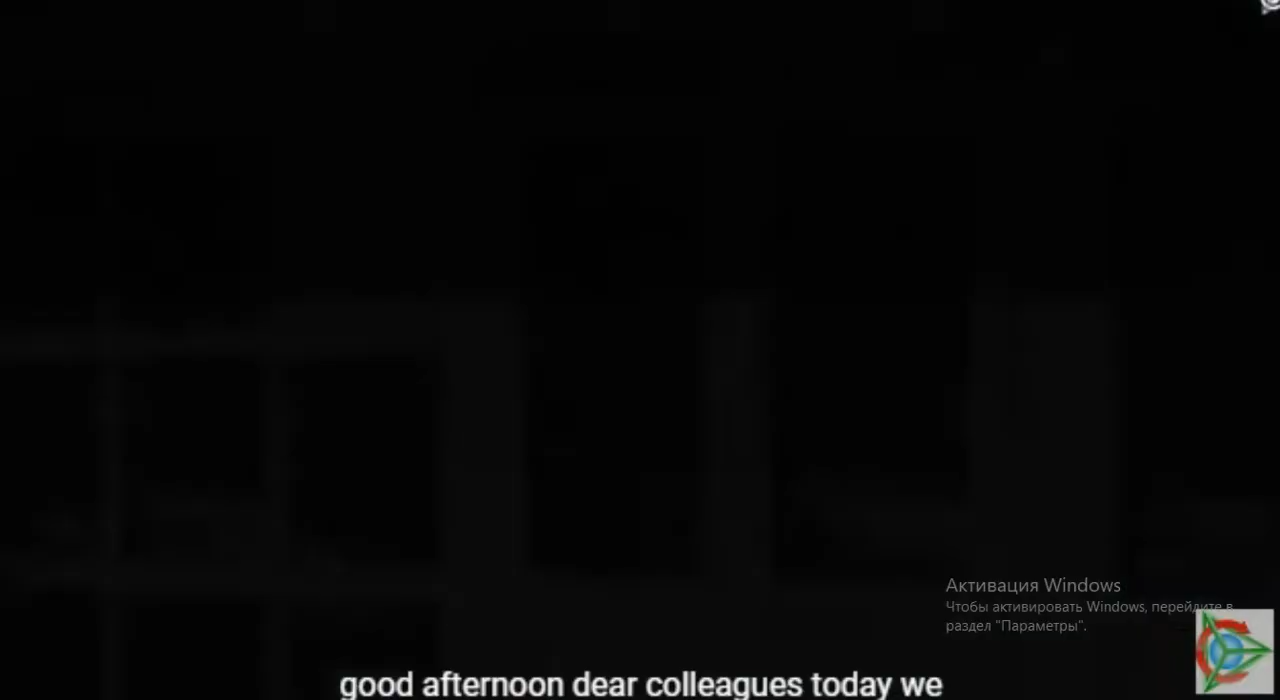 Активация Windows
Чтобы активировать Windows, перейдите в
раздел "Параметры".
good afternoon dear colleagues today we